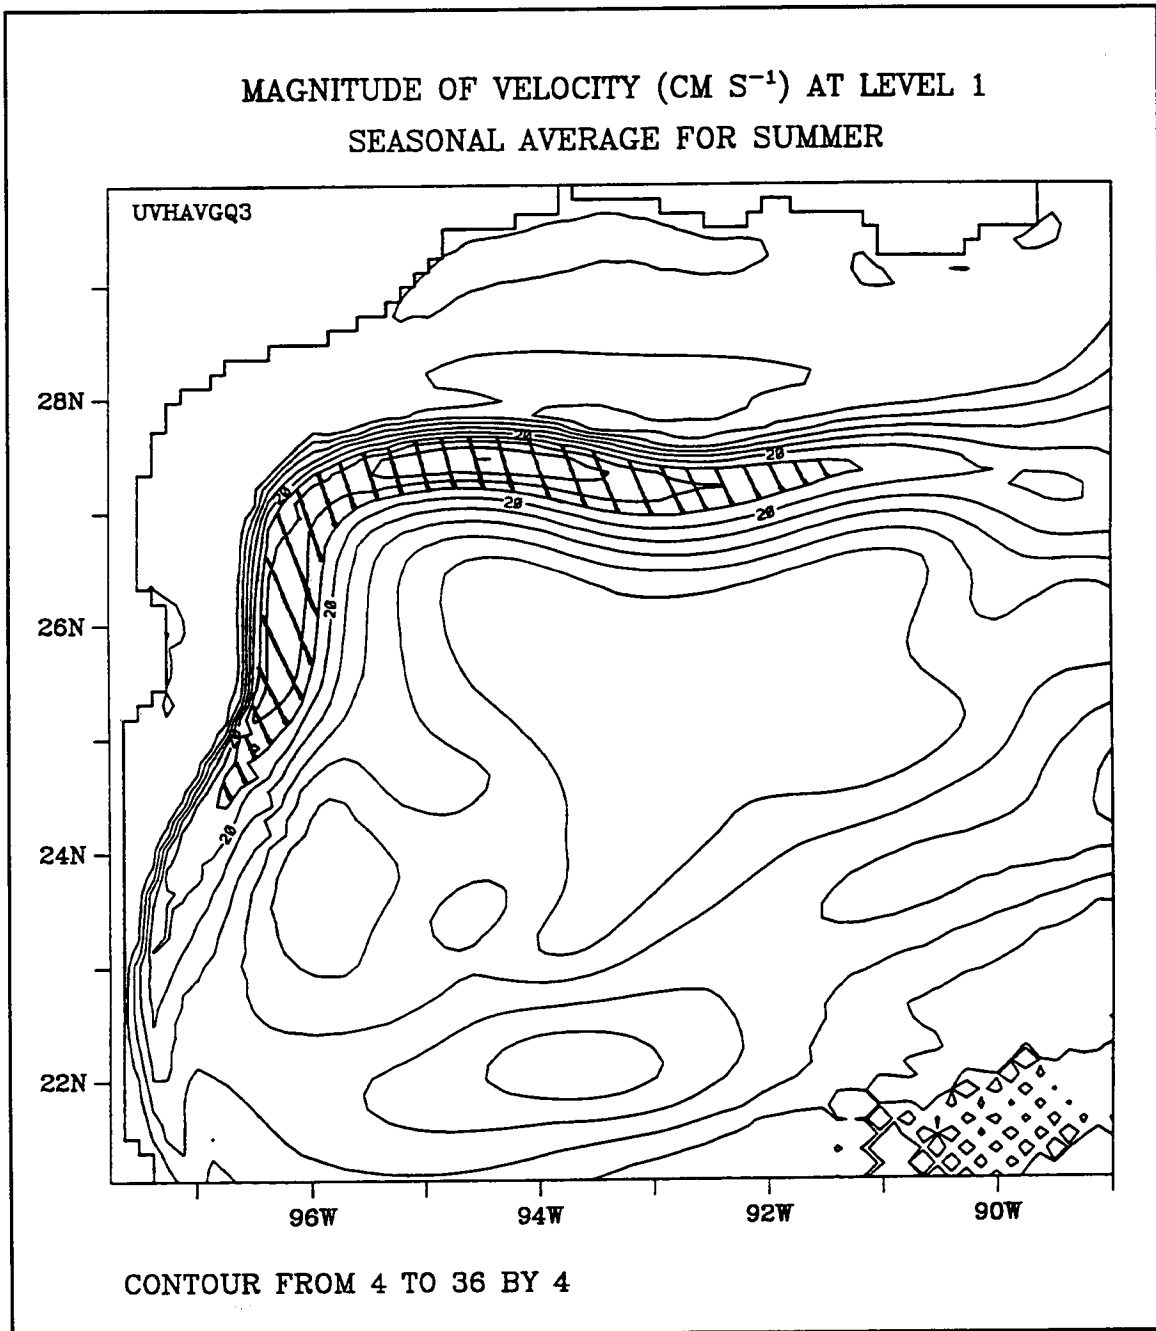 MAGNITUDE OF VELOCITY (CM S⁻¹) AT LEVEL 1
SEASONAL AVERAGE FOR SUMMER
UVHAVGQ3
28N
26N
24N
22N
20
20
20
20
20
20
20
20
96W
94W
92W
90W
CONTOUR FROM 4 TO 36 BY 4